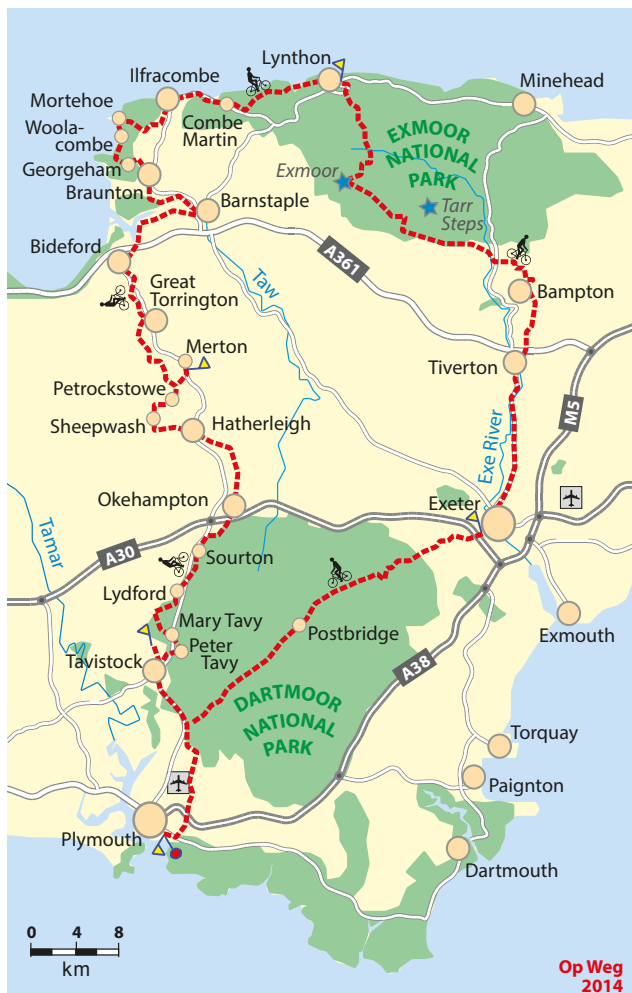 Lynthon
Ilfracombe
Minehead
Mortehoe
Combe
Martin
Woola-
combe
EXMOOR
NATIONAL
PARK
Exmoor
Georgeham
Braunton
Barnstaple
Tarr
Steps
Bideford
A361
Taw
Great
Torrington
Bampton
Merton
Tiverton
Petrockstowe
M5
Sheepwash
Hatherleigh
Exe River
Okehampton
Exeter
Tamar
A30
Sourton
Lydford
Mary Tavy
Postbridge
Exmouth
Peter
Tavy
Tavistock
A38
DARTMOOR
NATIONAL
PARK
Torquay
Paignton
Plymouth
Dartmouth
0 4 8
km
Op Weg
2014